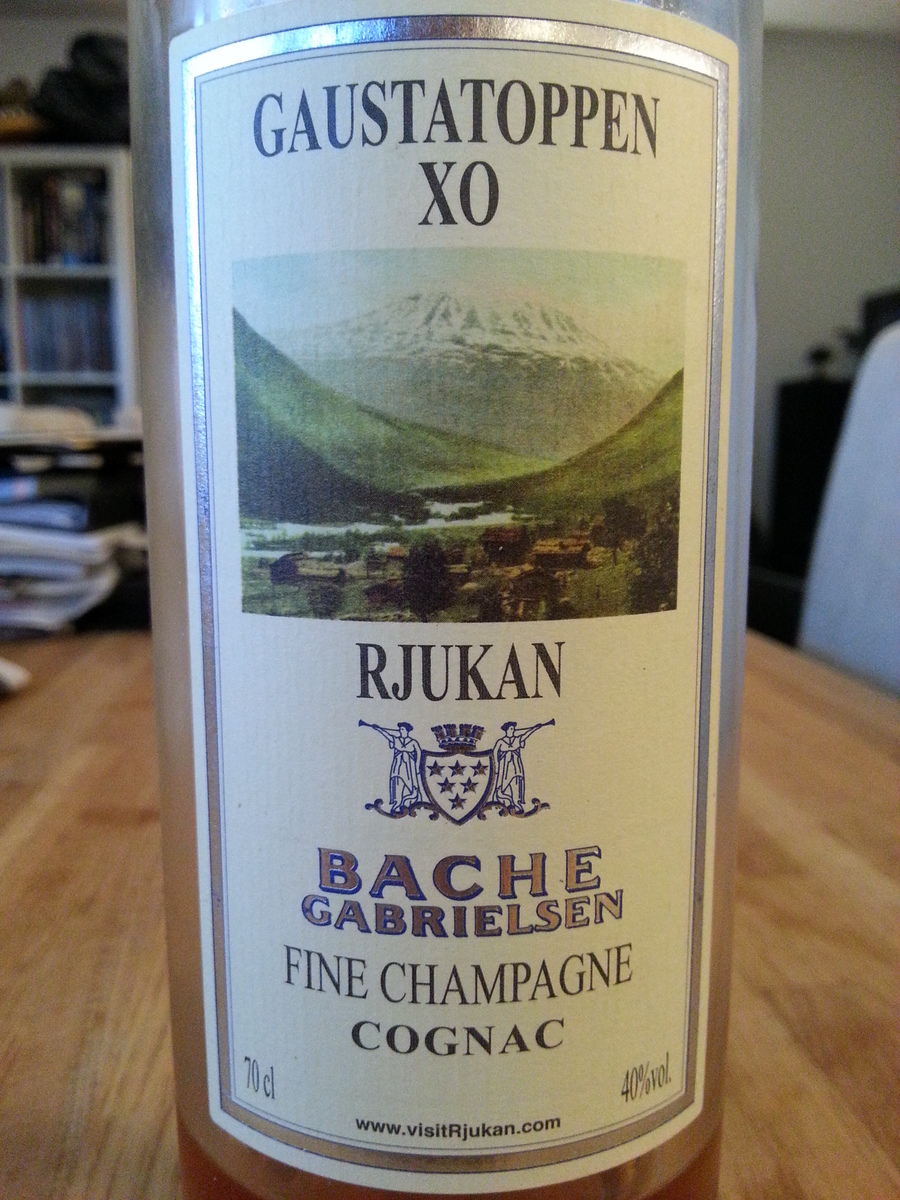 GAUSTATOPPEN
XO
RJUKAN
BACHE
GABRIELSEN
FINE CHAMPAGNE
COGNAC
70 cl
40%vol.
www.visitRjukan.com